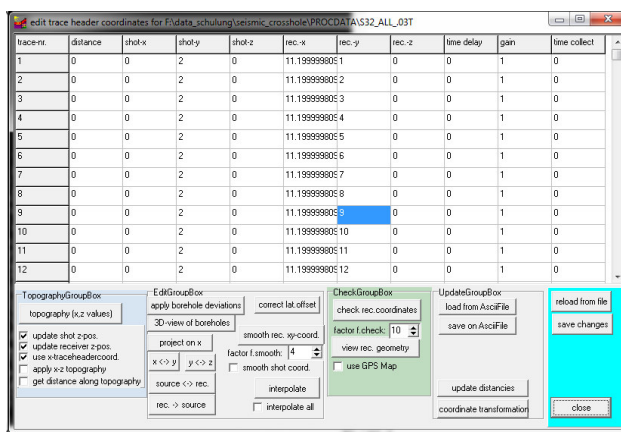 edit trace header coordinates for F:\data_schulung\seismic_crosshole\PROCDATA\S32_ALL_.03T
trace-nr. distance shot-x shot-y shot-z rec.-x rec.-y rec.-z time delay gain time collect
1 0 0 2 0 11.199999809 1 0 0 1 0
2 0 0 2 0 11.199999809 2 0 0 1 0
3 0 0 2 0 11.199999809 3 0 0 1 0
4 0 0 2 0 11.199999809 4 0 0 1 0
5 0 0 2 0 11.199999809 5 0 0 1 0
6 0 0 2 0 11.199999809 6 0 0 1 0
7 0 0 2 0 11.199999809 7 0 0 1 0
8 0 0 2 0 11.199999809 8 0 0 1 0
9 0 0 2 0 11.199999809 9 0 0 1 0
10 0 0 2 0 11.199999809 10 0 0 1 0
11 0 0 2 0 11.199999809 11 0 0 1 0
12 0 0 2 0 11.199999809 12 0 0 1 0
TopographyGroupBox
topography (x,z values)
update shot z-pos.
update receiver z-pos.
use x-traceheadercoord.
apply x-z topography
get distance along topography
EditGroupBox
apply borehole deviations
correct lat.offset
3D-view of boreholes
project on x
smooth rec. xy-coord.
x <-> y
y <-> z
factor f.smooth: 4
smooth shot coord.
source <-> rec.
interpolate
rec. -> source
interpolate all
CheckGroupBox
check rec.coordinates
factor f.check: 10
view rec. geometry
use GPS Map
UpdateGroupBox
load from AsciiFile
save on AsciiFile
update distancies
coordinate transformation
reload from file
save changes
close